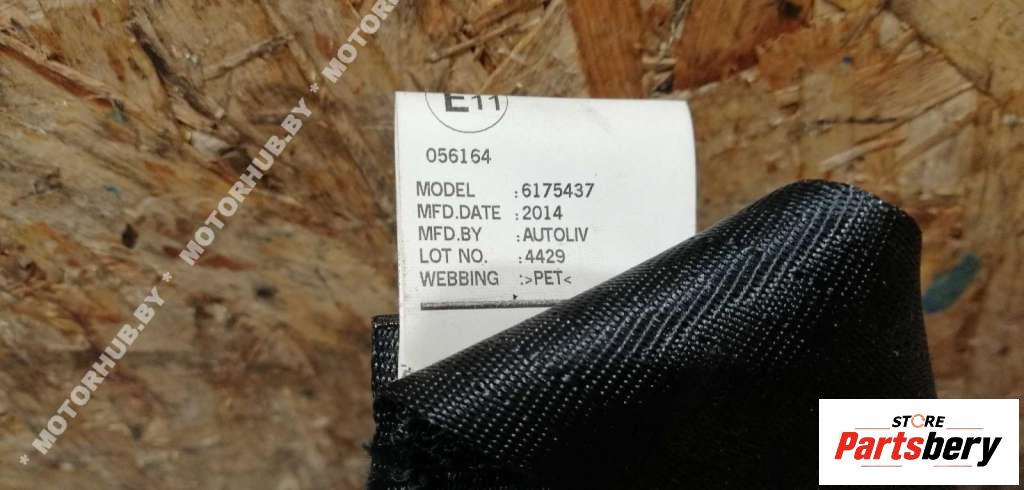 E11
056164
MODEL :6175437
MFD.DATE :2014
MFD.BY :AUTOLIV
LOT NO. :4429
WEBBING :>PET<
* MOTORHUB.BY * MOTORHUB.BY * MOTORHUB.BY
STORE
Partsbery